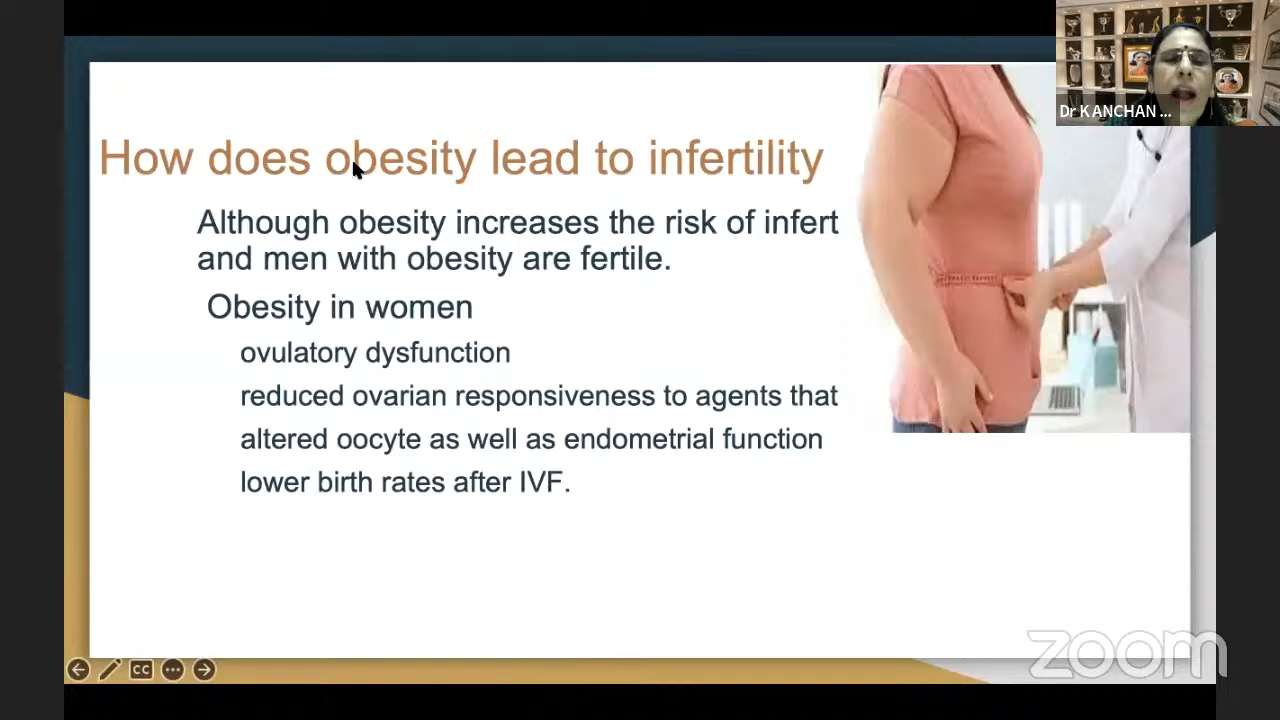 Dr KANCHAN ...
How does obesity lead to infertility
Although obesity increases the risk of infert
and men with obesity are fertile.
Obesity in women
ovulatory dysfunction
reduced ovarian responsiveness to agents that
altered oocyte as well as endometrial function
lower birth rates after IVF.
CC
zoom